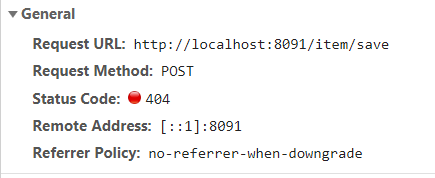 General
Request URL: http://localhost:8091/item/save
Request Method: POST
Status Code: 404
Remote Address: [::1]:8091
Referrer Policy: no-referrer-when-downgrade